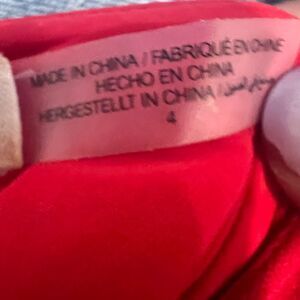 MADE IN CHINA / FABRIQUÉ EN CHINE
HECHO EN CHINA
HERGESTELLT IN CHINA /
4